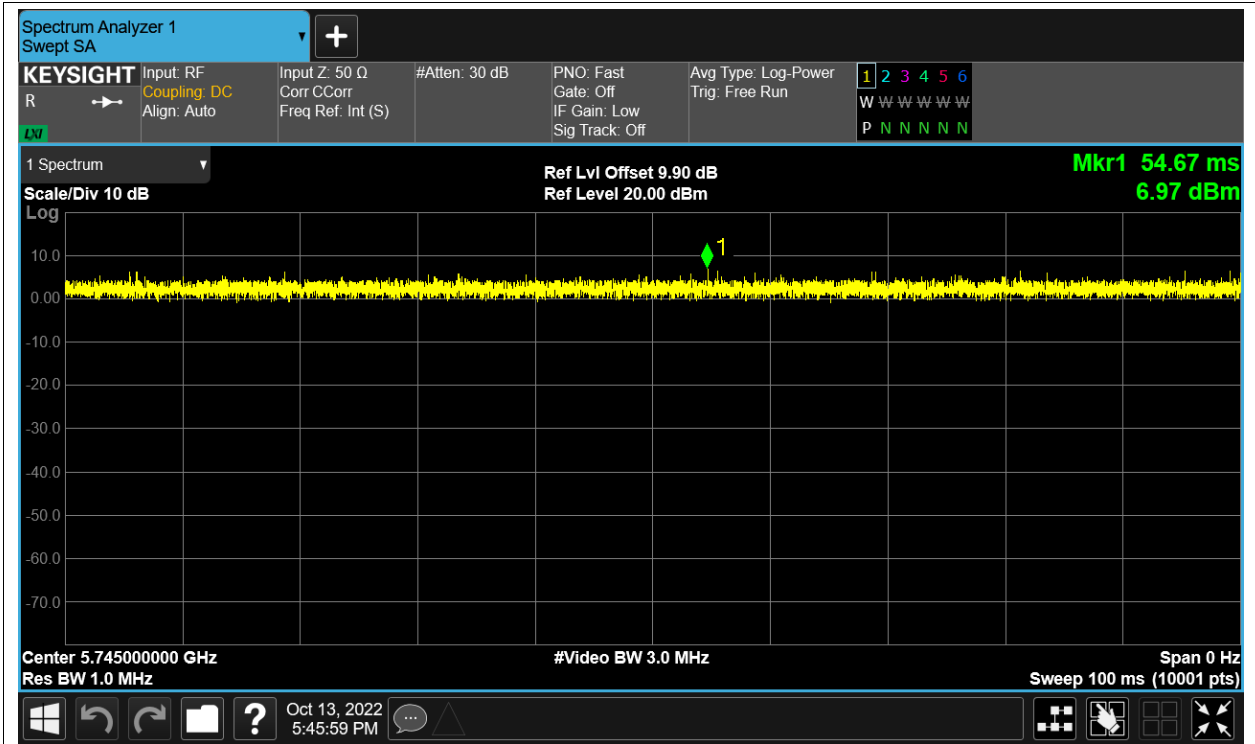 Spectrum Analyzer 1
Swept SA
KEYSIGHT
R
LXI
Input: RF
Coupling: DC
Align: Auto
Input Z: 50 Ω
Corr CCorr
Freq Ref: Int (S)
#Atten: 30 dB
PNO: Fast
Gate: Off
IF Gain: Low
Sig Track: Off
Avg Type: Log-Power
Trig: Free Run
1 2 3 4 5 6
W W W W W W
P N N N N N
1 Spectrum
Scale/Div 10 dB
Ref Lvl Offset 9.90 dB
Ref Level 20.00 dBm
Mkr1 54.67 ms
6.97 dBm
Log
1
10.0
0.00
-10.0
-20.0
-30.0
-40.0
-50.0
-60.0
-70.0
Center 5.745000000 GHz
#Video BW 3.0 MHz
Span 0 Hz
Res BW 1.0 MHz
Sweep 100 ms (10001 pts)
?
Oct 13, 2022
5:45:59 PM